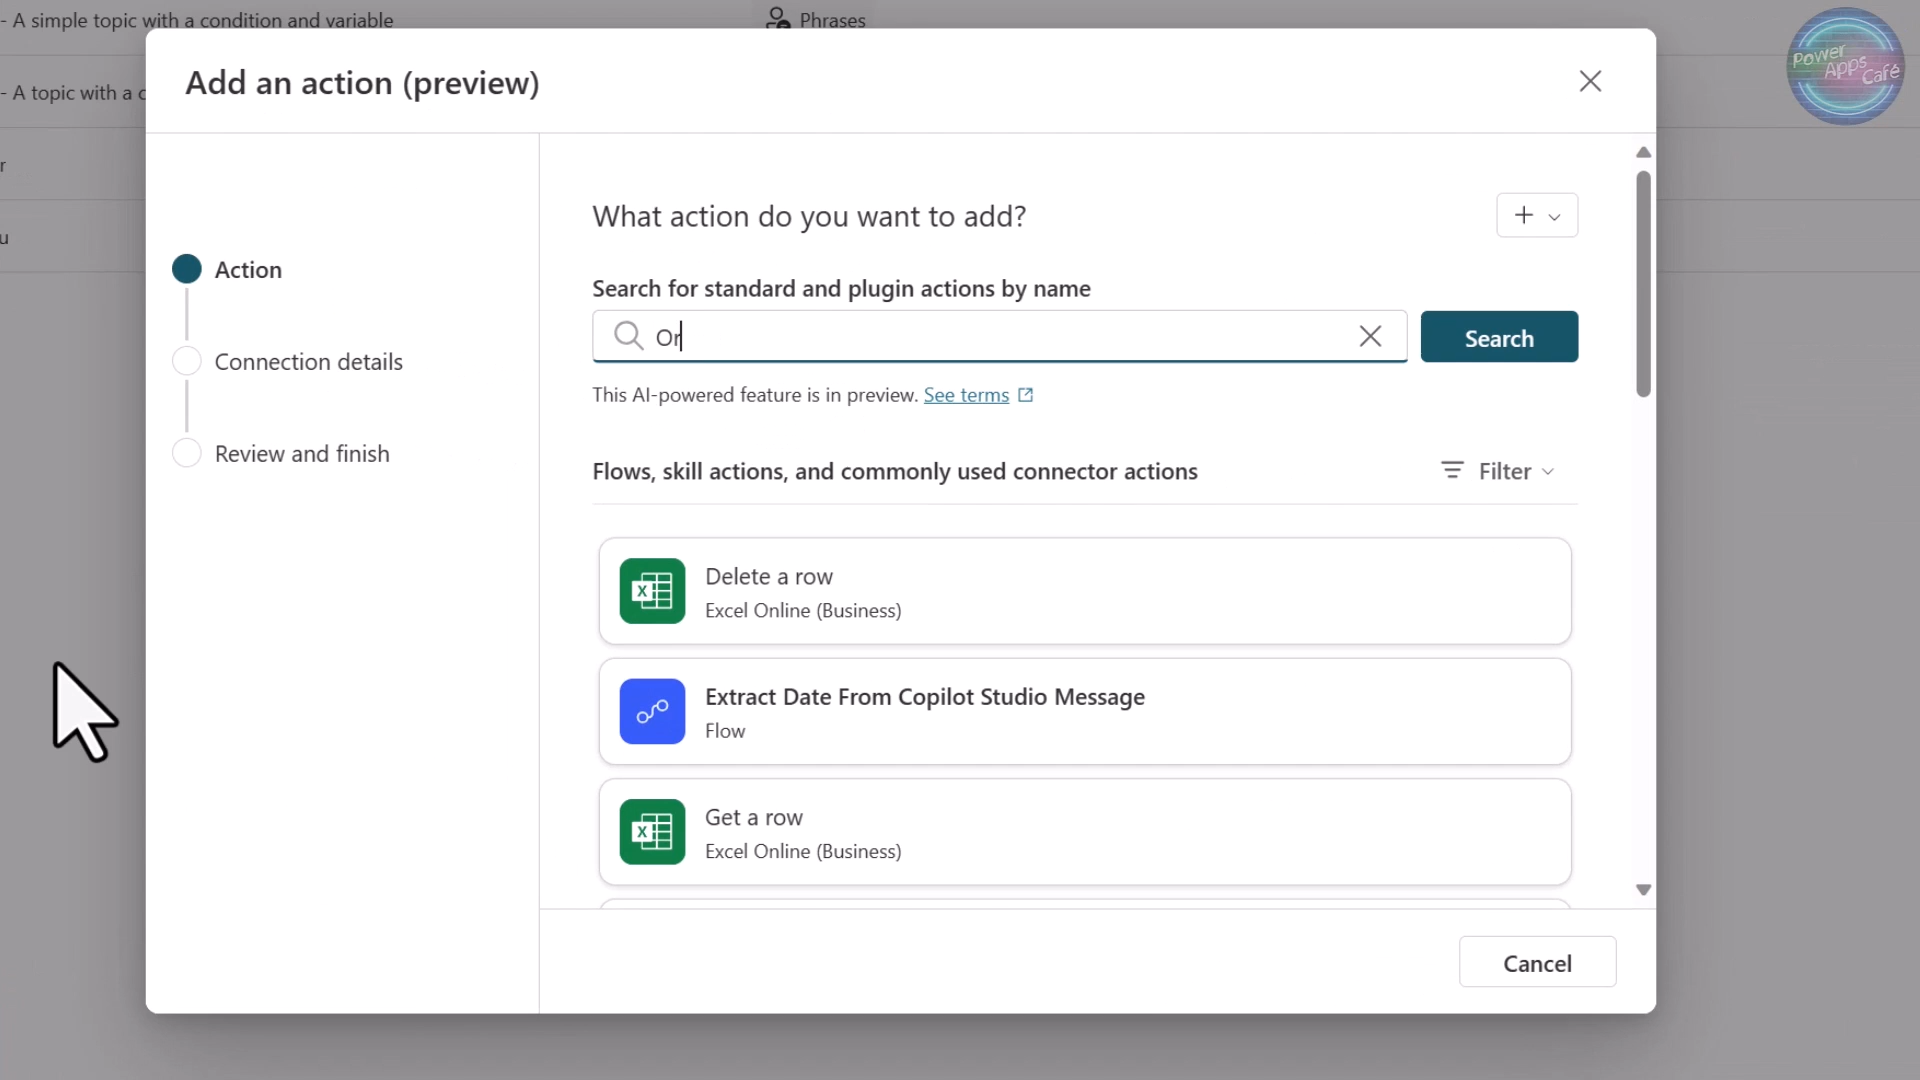 - A simple topic with a condition and variable
Phrases
Power Apps Café
Add an action (preview)
- A topic with a c
r
u
What action do you want to add?
Action
Search for standard and plugin actions by name
Or
Search
Connection details
This AI-powered feature is in preview. See terms
Review and finish
Flows, skill actions, and commonly used connector actions
Filter
Delete a row
Excel Online (Business)
Extract Date From Copilot Studio Message
Flow
Get a row
Excel Online (Business)
Cancel